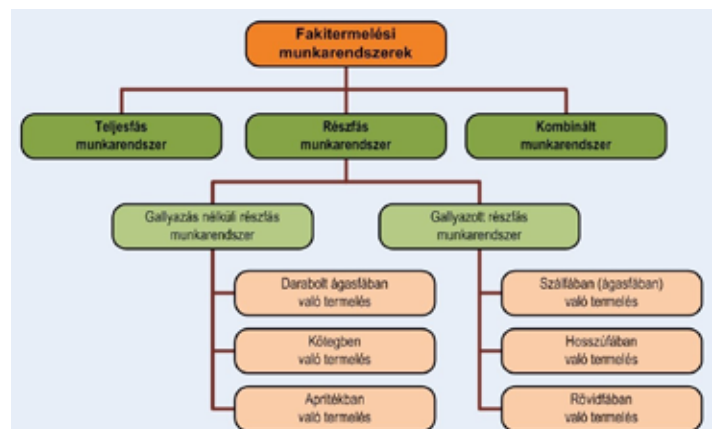 Fakitermelési
munkarendszerek
Teljesfás
munkarendszer
Részfás
munkarendszer
Kombinált
munkarendszer
Gallyazás nélküli részfás
munkarendszer
Gallyazott részfás
munkarendszer
Darabolt ágasfában
való termelés
Kötegben
való termelés
Aprítékban
való termelés
Szálfában (ágasfában)
való termelés
Hosszúfában
való termelés
Rövidfában
való termelés